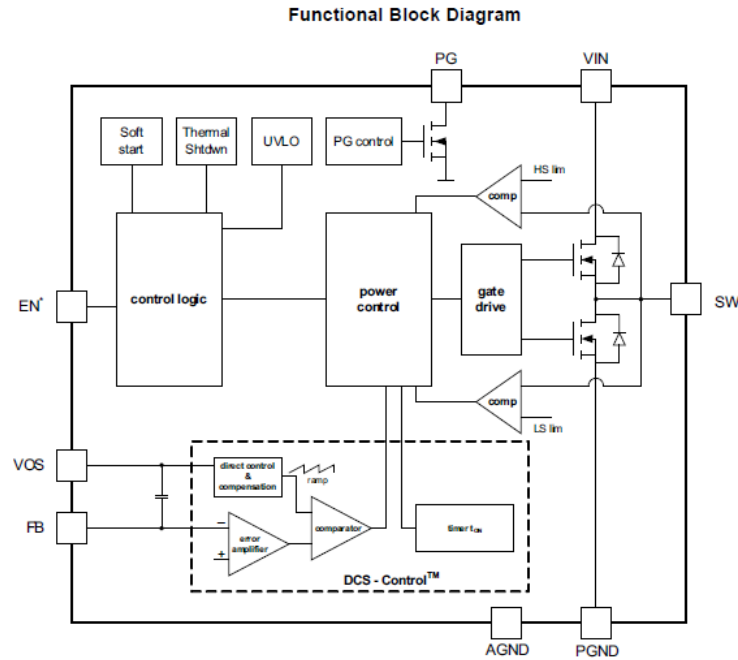 Functional Block Diagram
PG
VIN
Soft
start
Thermal
Shtdwn
UVLO
PG control
HS lim
comp
control logic
power
control
gate
drive
EN*
SW
comp
LS lim
VOS
direct control
&
compensation
ramp
FB
–
+
error
amplifier
comparator
timer tON
DCS - Control™
AGND
PGND